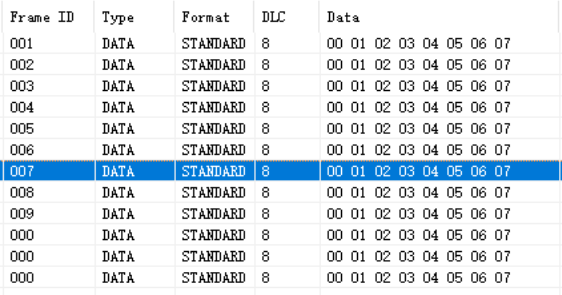 Frame ID Type Format DLC Data
001 DATA STANDARD 8 00 01 02 03 04 05 06 07
002 DATA STANDARD 8 00 01 02 03 04 05 06 07
003 DATA STANDARD 8 00 01 02 03 04 05 06 07
004 DATA STANDARD 8 00 01 02 03 04 05 06 07
005 DATA STANDARD 8 00 01 02 03 04 05 06 07
006 DATA STANDARD 8 00 01 02 03 04 05 06 07
007 DATA STANDARD 8 00 01 02 03 04 05 06 07
008 DATA STANDARD 8 00 01 02 03 04 05 06 07
009 DATA STANDARD 8 00 01 02 03 04 05 06 07
000 DATA STANDARD 8 00 01 02 03 04 05 06 07
000 DATA STANDARD 8 00 01 02 03 04 05 06 07
000 DATA STANDARD 8 00 01 02 03 04 05 06 07